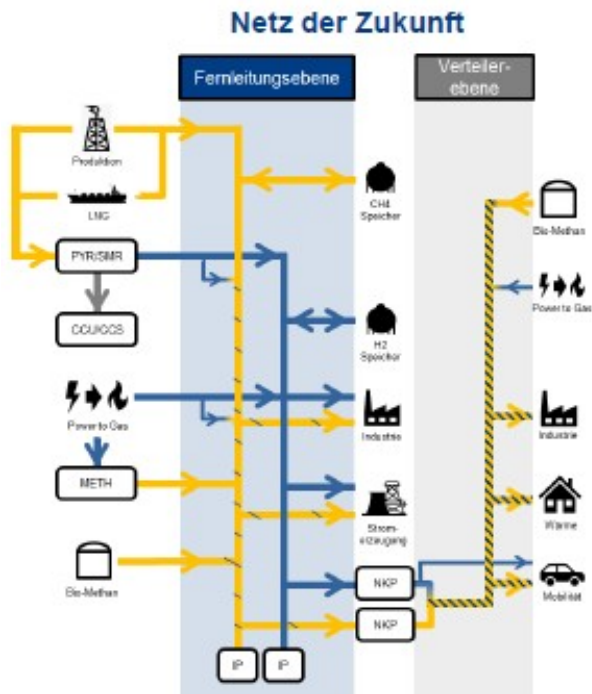 Netz der Zukunft
Fernleitungsebene
Verteiler-
ebene
Produktion
LNG
PYR/SMR
CCU/CCS
Power to Gas
METH
Bio-Methan
CH4
Speicher
H2
Speicher
Industrie
Strom-
erzeugung
NKP
NKP
IP
IP
Bio-Methan
Power to Gas
Industrie
Wärme
Mobilität